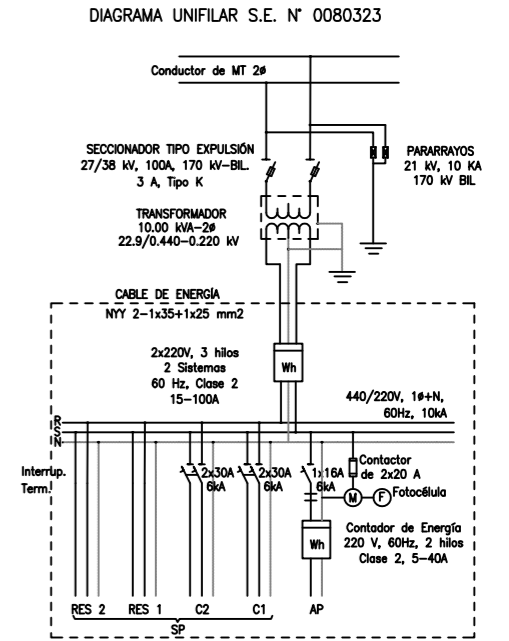 DIAGRAMA UNIFILAR S.E. N° 0080323
Conductor de MT 2ø
SECCIONADOR TIPO EXPULSIÓN
27/38 kV, 100A, 170 kV-BIL.
3 A, Tipo K
PARARRAYOS
21 kV, 10 KA
170 kV BIL
TRANSFORMADOR
10.00 kVA-2ø
22.9/0.440-0.220 kV
CABLE DE ENERGÍA
NYY 2-1x35+1x25 mm2
2x220V, 3 hilos
2 Sistemas
60 Hz, Clase 2
15-100A
Wh
440/220V, 1ø+N,
60Hz, 10kA
R
S
N
Interrup.
Term.
2x30A
6kA
2x30A
6kA
1x16A
6kA
Contactor
de 2x20 A
M
F
Fotocélula
Wh
Contador de Energía
220 V, 60Hz, 2 hilos
Clase 2, 5-40A
RES 2
RES 1
C2
C1
AP
SP